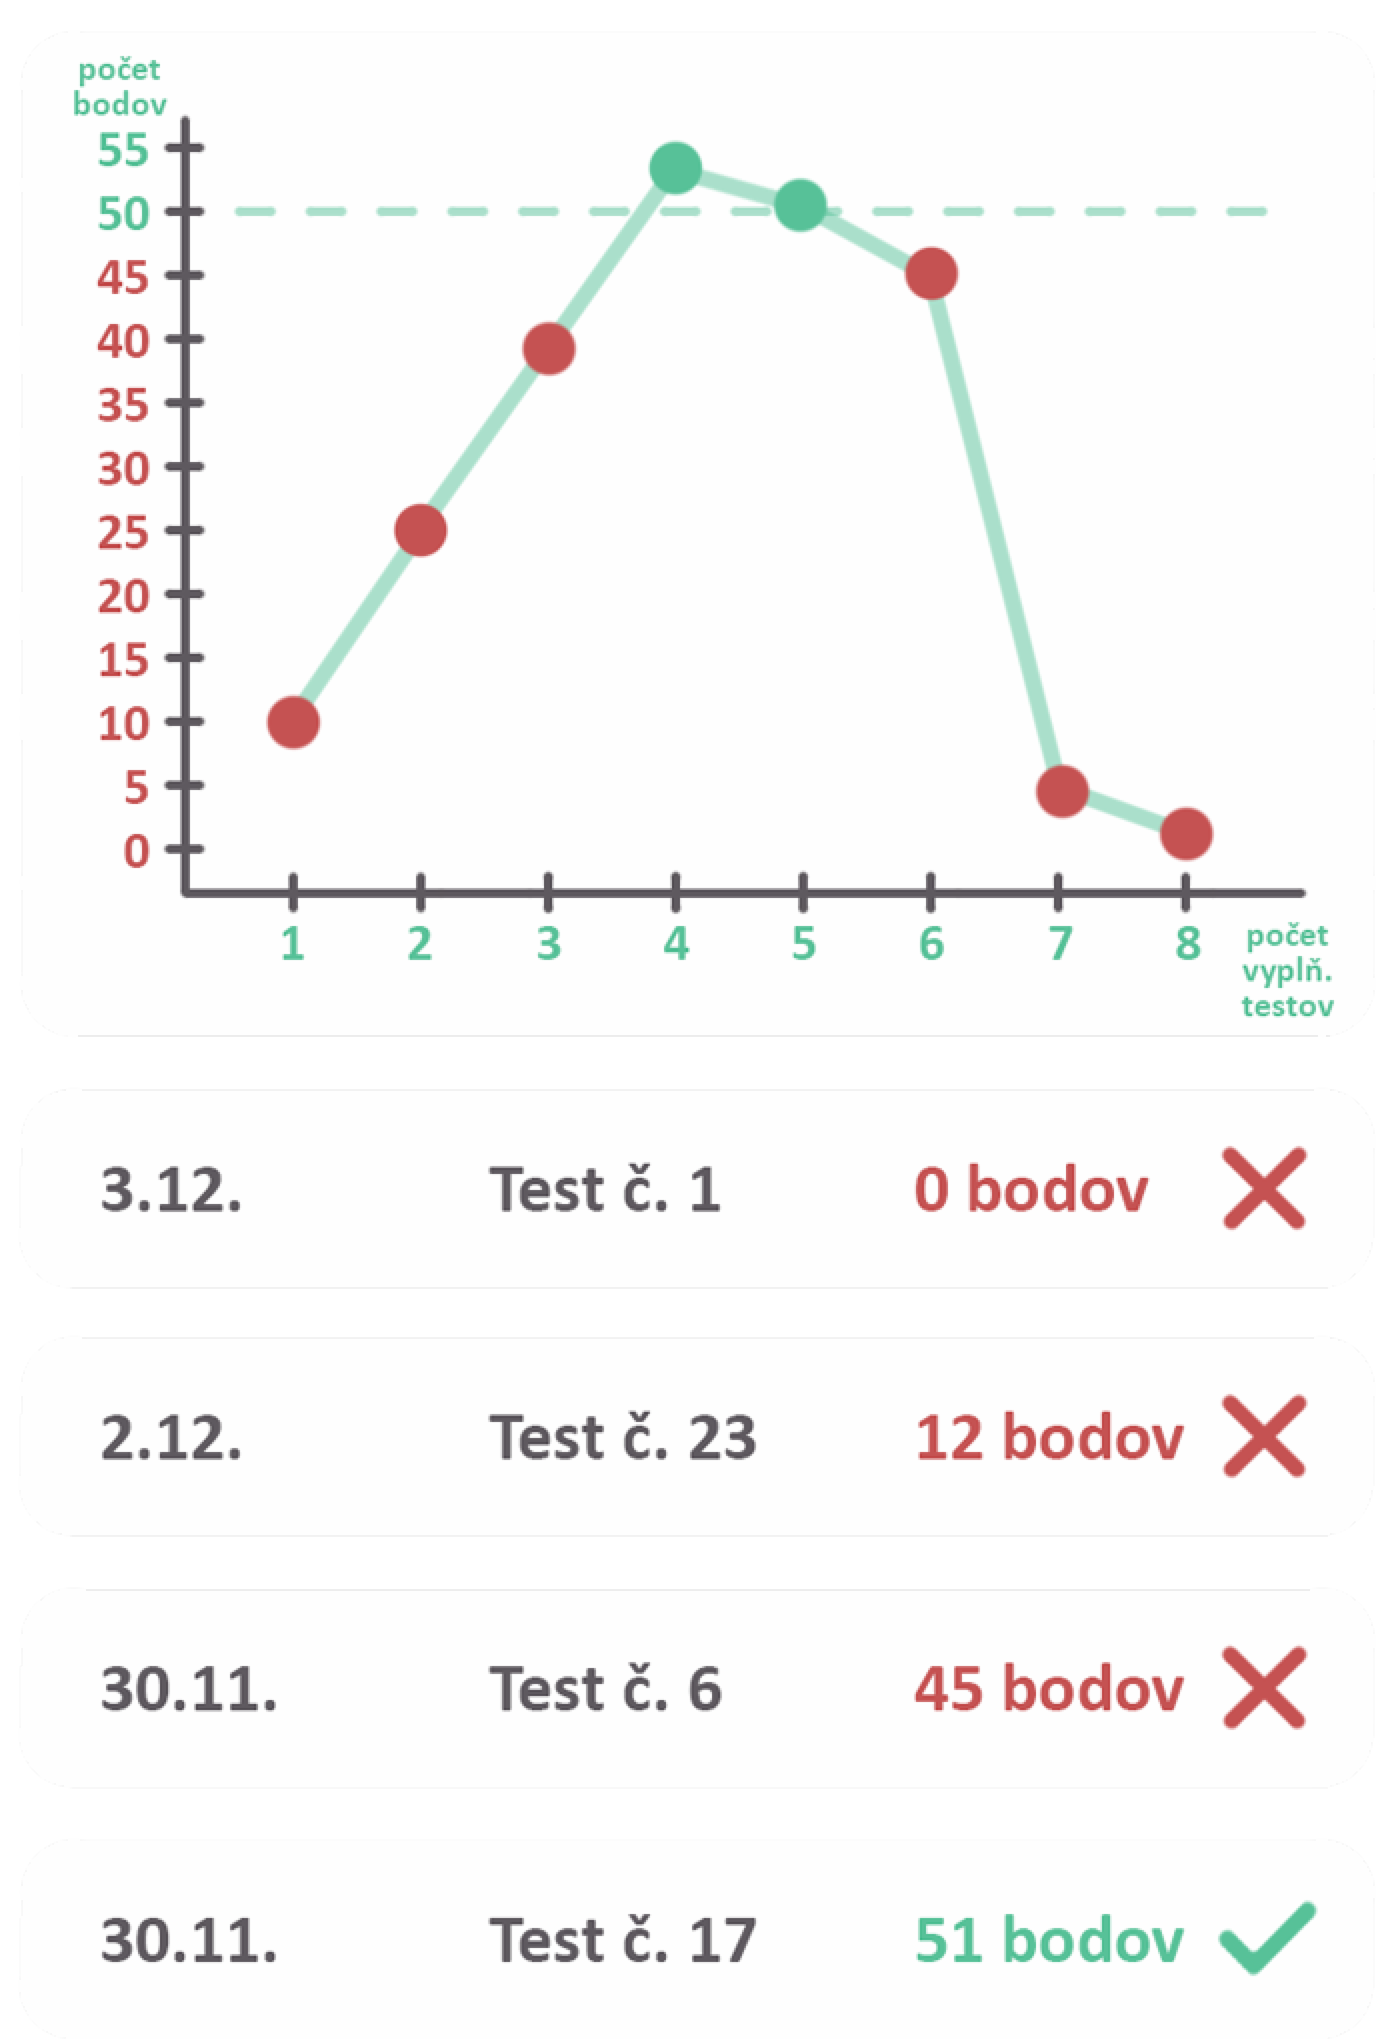 počet
bodov
55
50
45
40
35
30
25
20
15
10
5
0
1 2 3 4 5 6 7 8
počet
vyplň.
testov
3.12. Test č. 1 0 bodov
2.12. Test č. 23 12 bodov
30.11. Test č. 6 45 bodov
30.11. Test č. 17 51 bodov